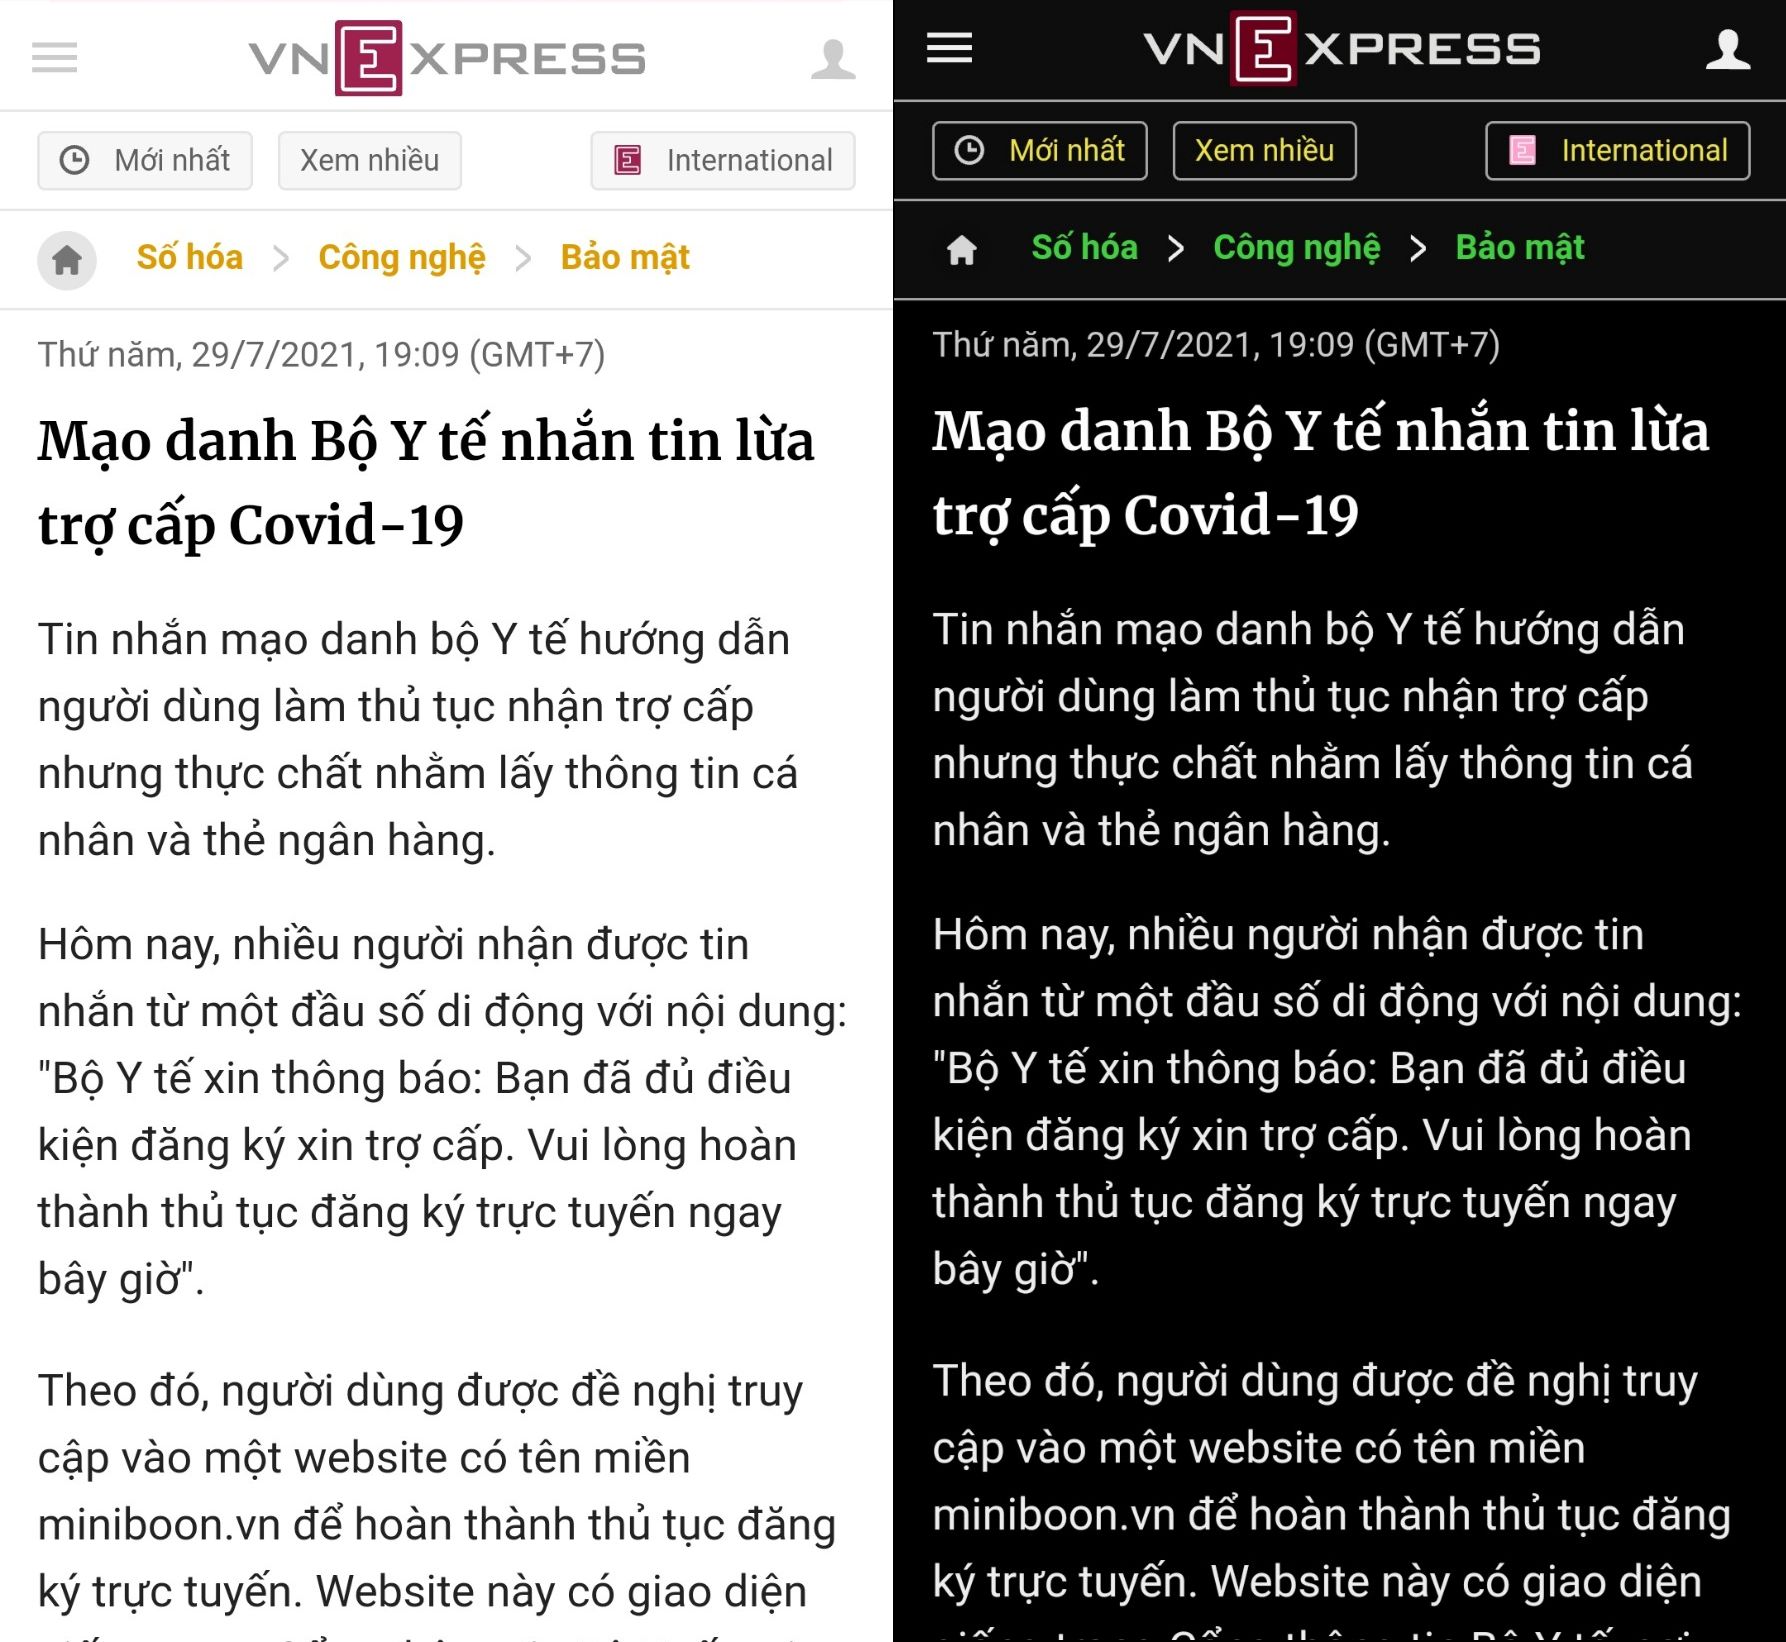 VNEXPRESS
Mới nhất
Xem nhiều
E International
Số hóa > Công nghệ > Bảo mật
Thứ năm, 29/7/2021, 19:09 (GMT+7)
Mạo danh Bộ Y tế nhắn tin lừa
trợ cấp Covid-19
Tin nhắn mạo danh bộ Y tế hướng dẫn
người dùng làm thủ tục nhận trợ cấp
nhưng thực chất nhằm lấy thông tin cá
nhân và thẻ ngân hàng.
Hôm nay, nhiều người nhận được tin
nhắn từ một đầu số di động với nội dung:
"Bộ Y tế xin thông báo: Bạn đã đủ điều
kiện đăng ký xin trợ cấp. Vui lòng hoàn
thành thủ tục đăng ký trực tuyến ngay
bây giờ".
Theo đó, người dùng được đề nghị truy
cập vào một website có tên miền
miniboon.vn để hoàn thành thủ tục đăng
ký trực tuyến. Website này có giao diện
VNEXPRESS
Mới nhất
Xem nhiều
E International
Số hóa > Công nghệ > Bảo mật
Thứ năm, 29/7/2021, 19:09 (GMT+7)
Mạo danh Bộ Y tế nhắn tin lừa
trợ cấp Covid-19
Tin nhắn mạo danh bộ Y tế hướng dẫn
người dùng làm thủ tục nhận trợ cấp
nhưng thực chất nhằm lấy thông tin cá
nhân và thẻ ngân hàng.
Hôm nay, nhiều người nhận được tin
nhắn từ một đầu số di động với nội dung:
"Bộ Y tế xin thông báo: Bạn đã đủ điều
kiện đăng ký xin trợ cấp. Vui lòng hoàn
thành thủ tục đăng ký trực tuyến ngay
bây giờ".
Theo đó, người dùng được đề nghị truy
cập vào một website có tên miền
miniboon.vn để hoàn thành thủ tục đăng
ký trực tuyến. Website này có giao diện